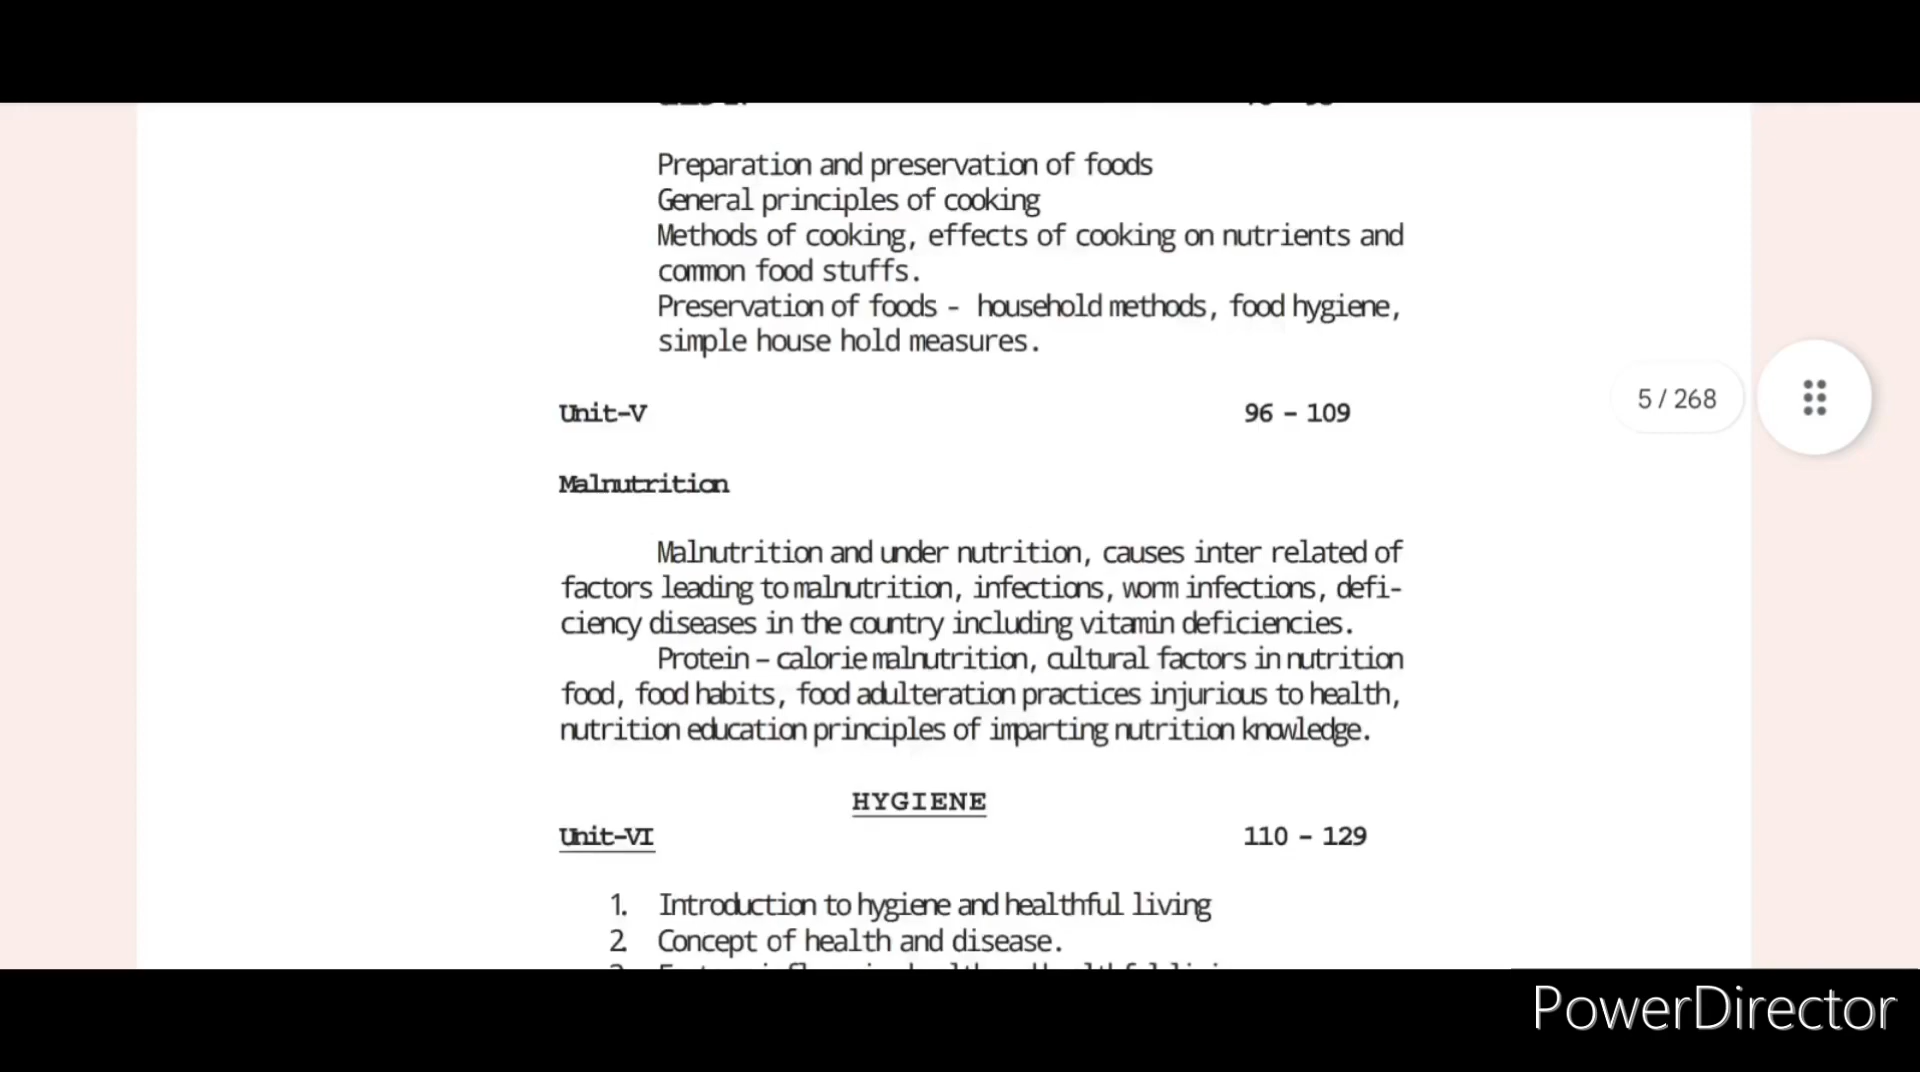 Preparation and preservation of foods
General principles of cooking
Methods of cooking, effects of cooking on nutrients and
common food stuffs.
Preservation of foods - household methods, food hygiene,
simple house hold measures.
5 / 268
Unit-V 96 - 109
Malnutrition
Malnutrition and under nutrition, causes inter related of
factors leading to malnutrition, infections, worm infections, defi-
ciency diseases in the country including vitamin deficiencies.
Protein – calorie malnutrition, cultural factors in nutrition
food, food habits, food adulteration practices injurious to health,
nutrition education principles of imparting nutrition knowledge.
HYGIENE
Unit-VI 110 - 129
1. Introduction to hygiene and healthful living
2. Concept of health and disease.
PowerDirector